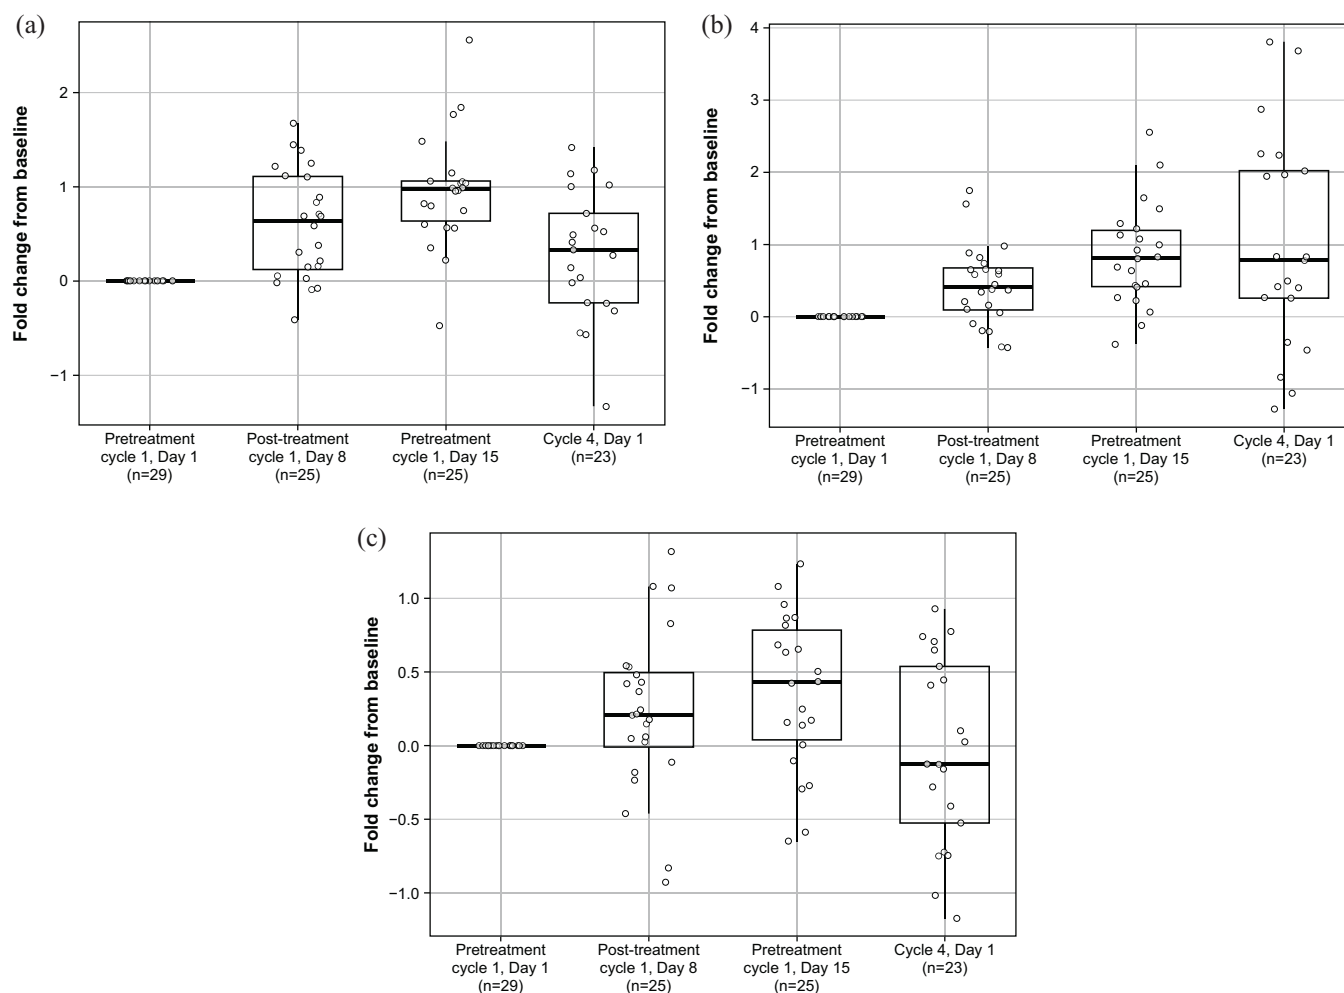 (a)
Fold change from baseline
2
1
0
−1
Pretreatment
cycle 1, Day 1
(n=29)
Post-treatment
cycle 1, Day 8
(n=25)
Pretreatment
cycle 1, Day 15
(n=25)
Cycle 4, Day 1
(n=23)
(b)
Fold change from baseline
4
3
2
1
0
−1
Pretreatment
cycle 1, Day 1
(n=29)
Post-treatment
cycle 1, Day 8
(n=25)
Pretreatment
cycle 1, Day 15
(n=25)
Cycle 4, Day 1
(n=23)
(c)
Fold change from baseline
1.0
0.5
0.0
−0.5
−1.0
Pretreatment
cycle 1, Day 1
(n=29)
Post-treatment
cycle 1, Day 8
(n=25)
Pretreatment
cycle 1, Day 15
(n=25)
Cycle 4, Day 1
(n=23)